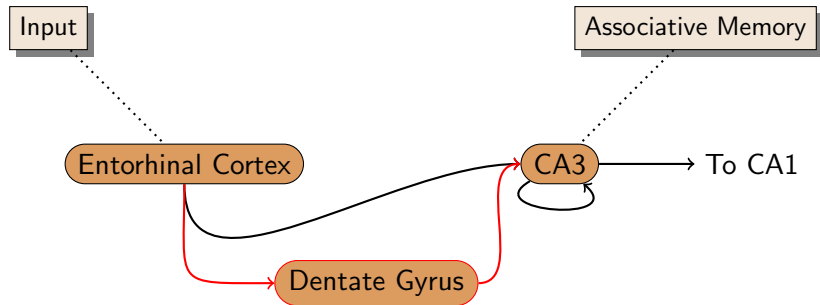 Input
Associative Memory
Entorhinal Cortex
CA3
To CA1
Dentate Gyrus